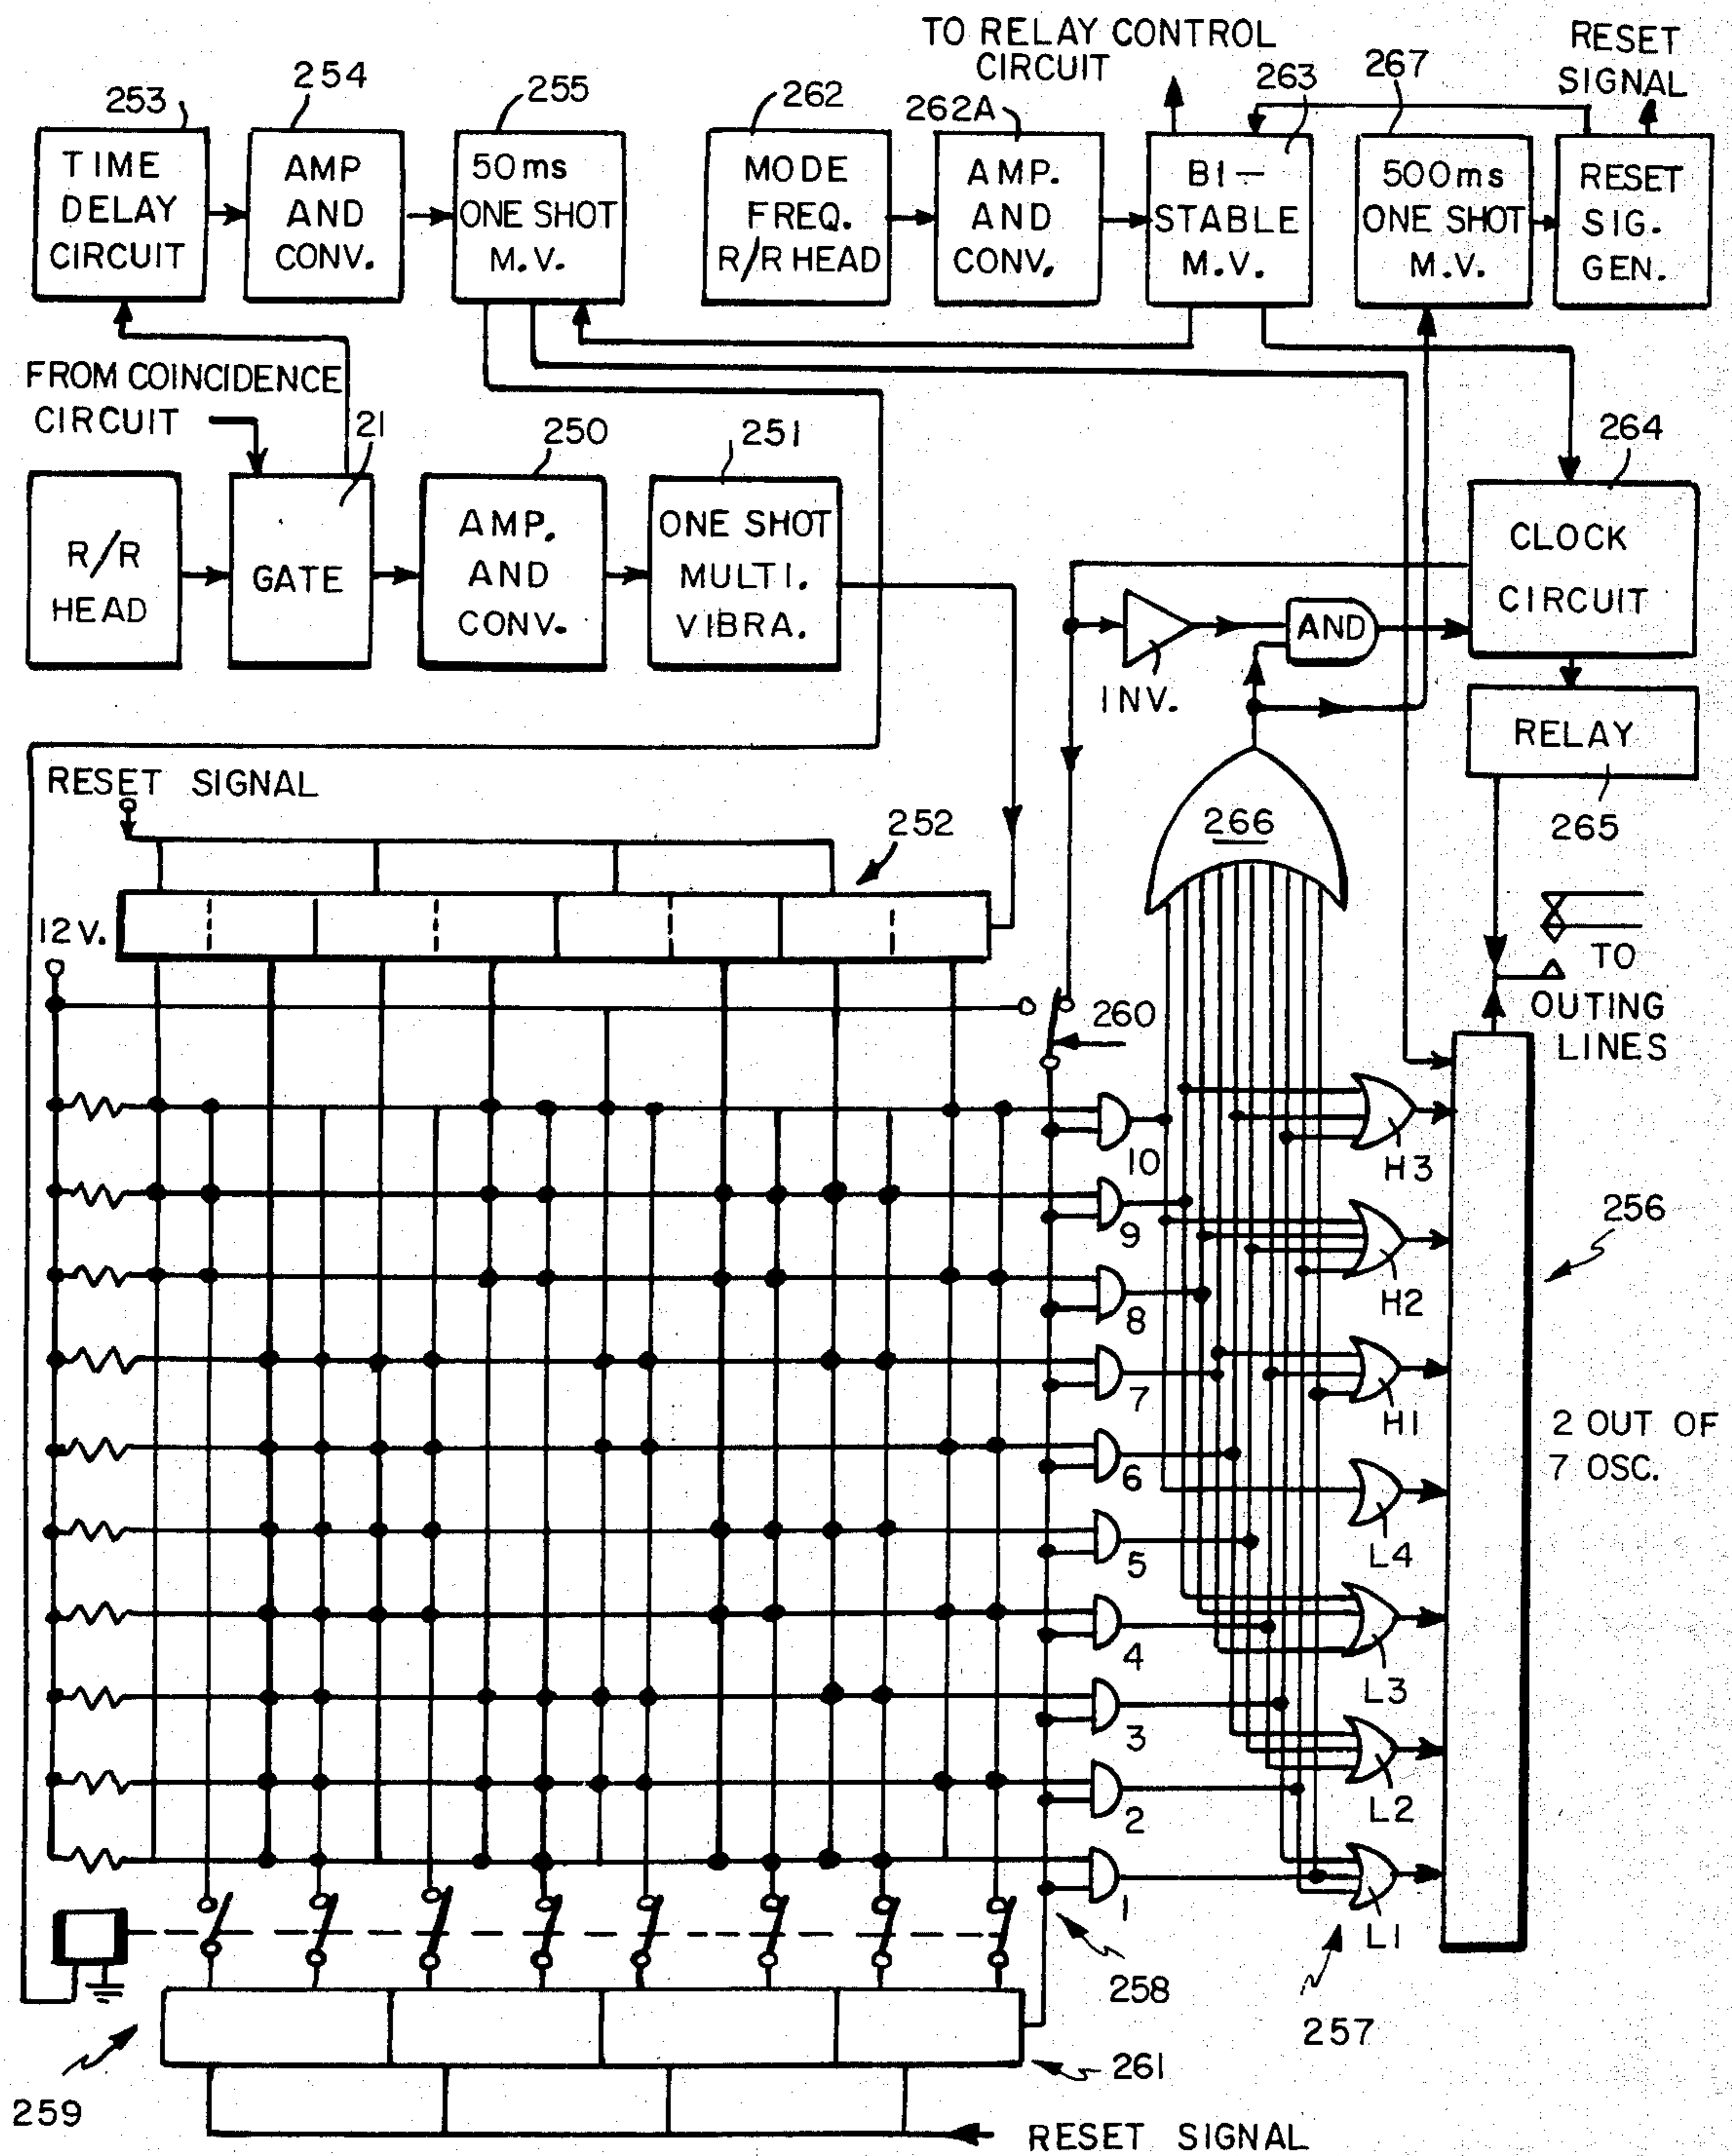 TO RELAY CONTROL
CIRCUIT
RESET
SIGNAL
253
254
255
262
262A
263
267
TIME
DELAY
CIRCUIT
AMP
AND
CONV.
50ms
ONE SHOT
M.V.
MODE
FREQ.
R/R HEAD
AMP.
AND
CONV.
BI-
STABLE
M.V.
500ms
ONE SHOT
M.V.
RESET
SIG.
GEN.
FROM COINCIDENCE
CIRCUIT
21
250
251
264
R/R
HEAD
GATE
AMP.
AND
CONV.
ONE SHOT
MULTI.
VIBRA.
CLOCK
CIRCUIT
INV.
AND
RELAY
265
RESET SIGNAL
252
266
12V.
TO
OUTING
LINES
260
10
9
8
7
6
5
4
3
2
1
H3
H2
H1
L4
L3
L2
L1
256
2 OUT OF
7 OSC.
258
257
259
261
RESET SIGNAL